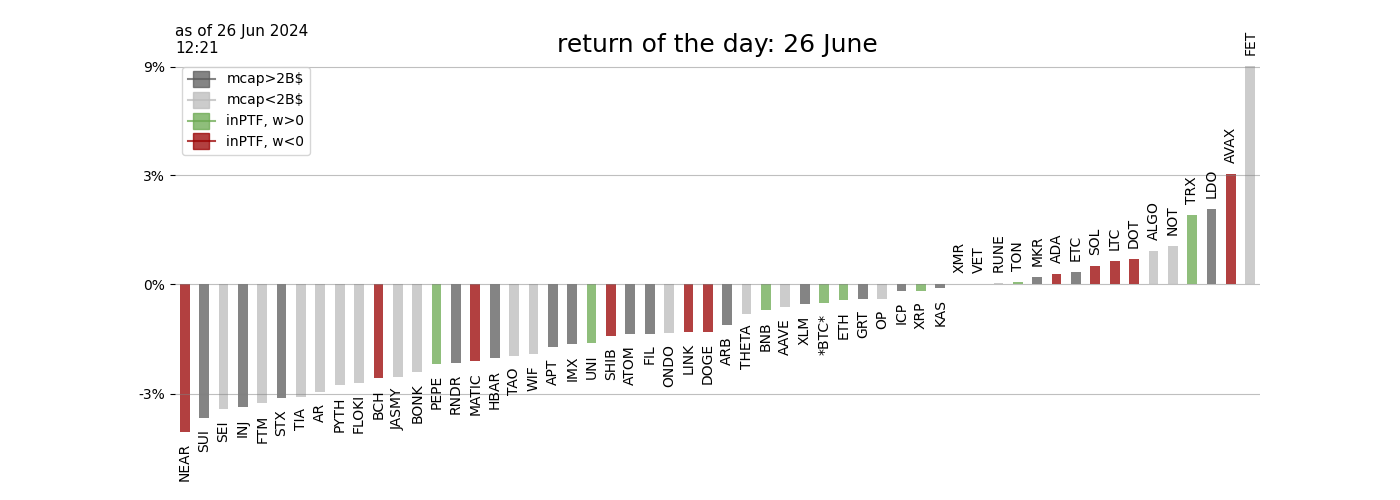 as of 26 Jun 2024
12:21
return of the day: 26 June
mcap>2B$
mcap<2B$
inPTF, w>0
inPTF, w<0
9%
3%
0%
-3%
NEAR
SUI
SEI
INJ
FTM
STX
TIA
AR
PYTH
FLOKI
BCH
JASMY
BONK
PEPE
RNDR
MATIC
HBAR
TAO
WIF
APT
IMX
UNI
SHIB
ATOM
FIL
ONDO
LINK
DOGE
ARB
THETA
BNB
AAVE
XLM
*BTC*
ETH
GRT
OP
ICP
XRP
KAS
XMR
VET
RUNE
TON
MKR
ADA
ETC
SOL
LTC
DOT
ALGO
NOT
TRX
LDO
AVAX
FET